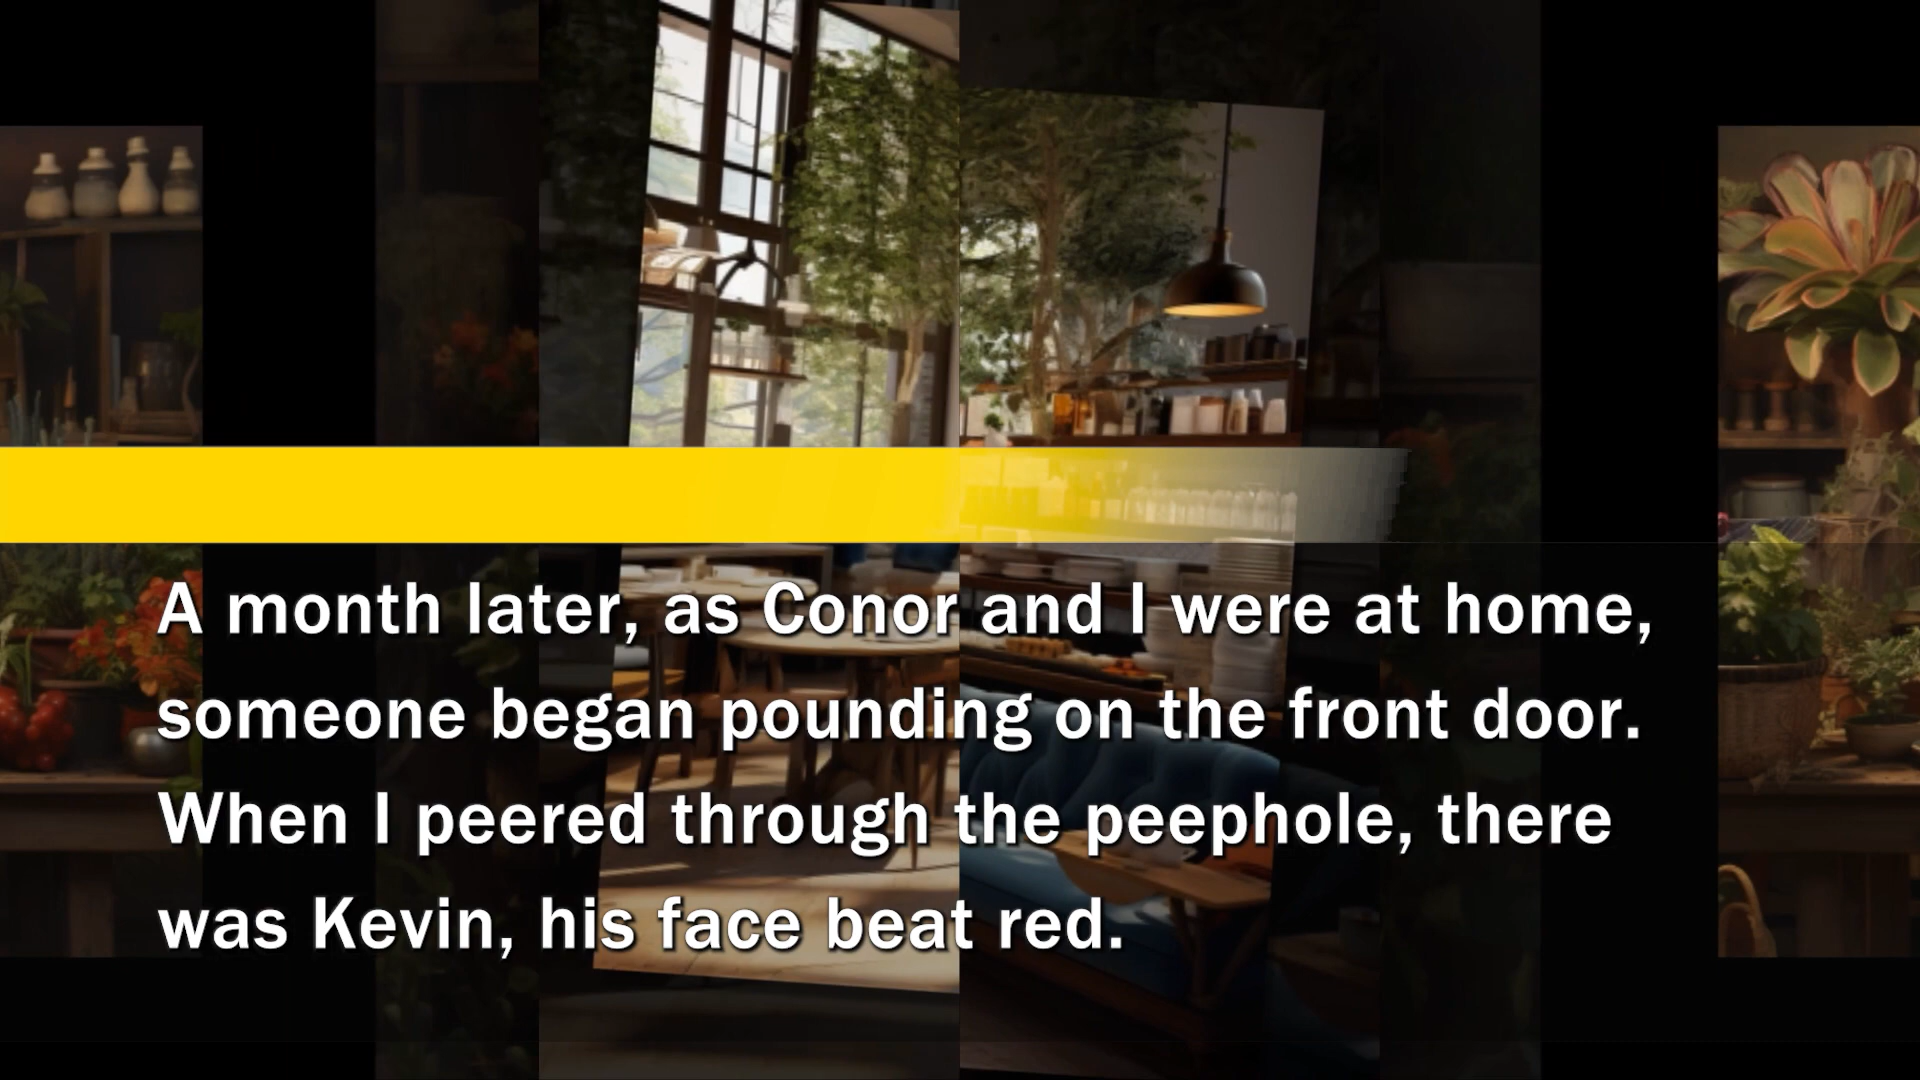 A month later, as Conor and I were at home,
someone began pounding on the front door.
When I peered through the peephole, there
was Kevin, his face beat red.